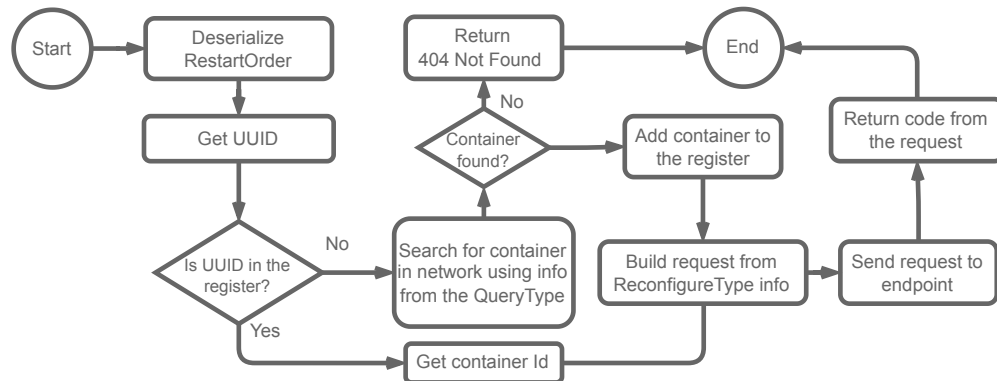 Start
Deserialize
RestartOrder
Get UUID
Is UUID in the
register?
No
Yes
Search for container
in network using info
from the QueryType
Container
found?
No
Return
404 Not Found
End
Add container to
the register
Get container Id
Build request from
ReconfigureType info
Send request to
endpoint
Return code from
the request